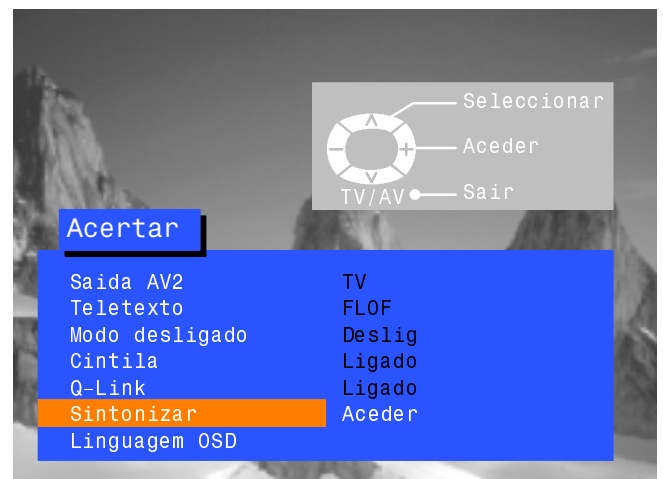 Seleccionar
Aceder
TV/AV Sair
Acertar
Saida AV2 TV
Teletexto FLOF
Modo desligado Deslig
Cintila Ligado
Q-Link Ligado
Sintonizar Aceder
Linguagem OSD